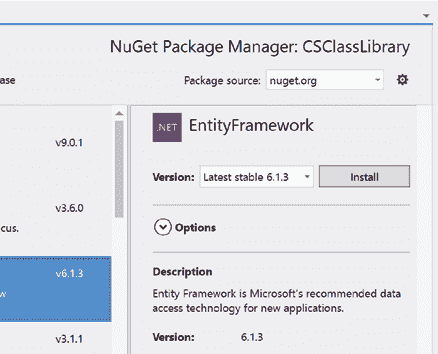 NuGet Package Manager: CSClassLibrary
ase
Package source: nuget.org
.NET
EntityFramework
v9.0.1
Version: Latest stable 6.1.3 Install
v3.6.0
cus.
Options
v6.1.3
Description
w
Entity Framework is Microsoft's recommended data
access technology for new applications.
v3.1.1
Version: 6.1.3